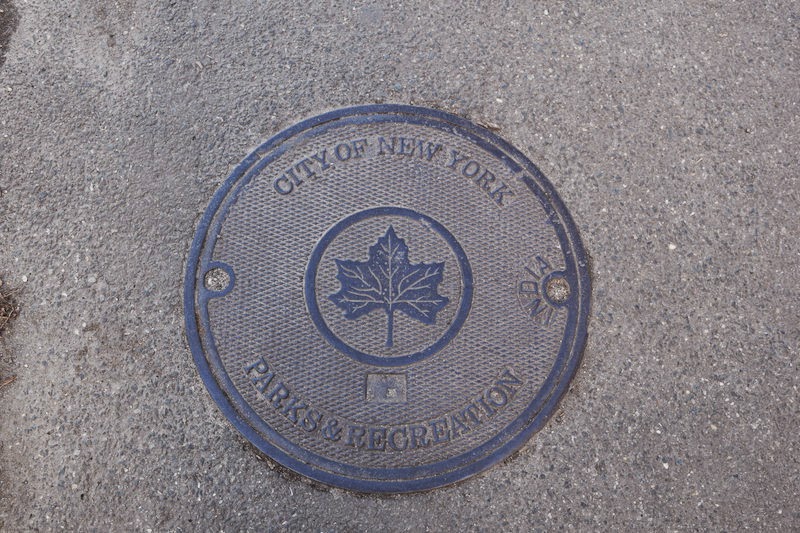 CITY OF NEW YORK
INDIA
PARKS & RECREATION